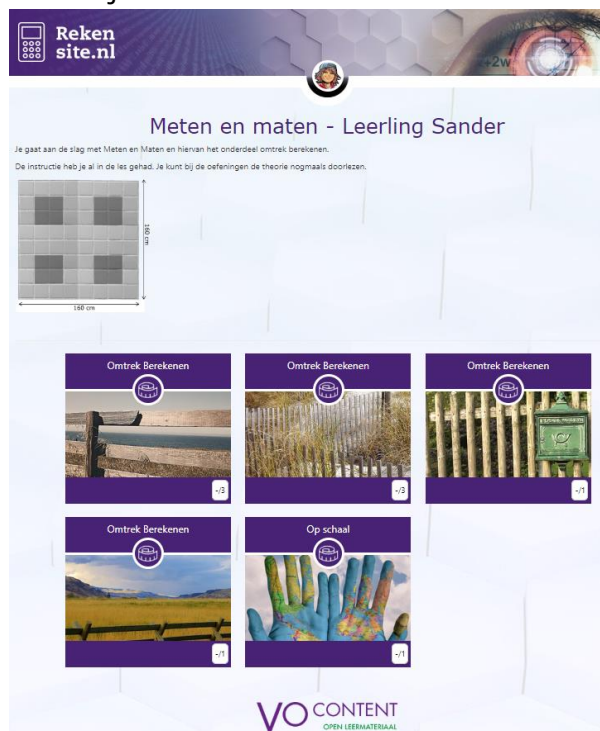 Reken
site.nl
+2w
Meten en maten - Leerling Sander
Je gaat aan de slag met Meten en Maten en hiervan het onderdeel omtrek berekenen.
De instructie heb je al in de les gehad. Je kunt bij de oefeningen de theorie nogmaals doorlezen.
160 cm
160 cm
Omtrek Berekenen
Omtrek Berekenen
Omtrek Berekenen
-/3
-/3
-/1
Omtrek Berekenen
Op schaal
-/1
-/1
VO CONTENT
OPEN LEERMATERIAAL